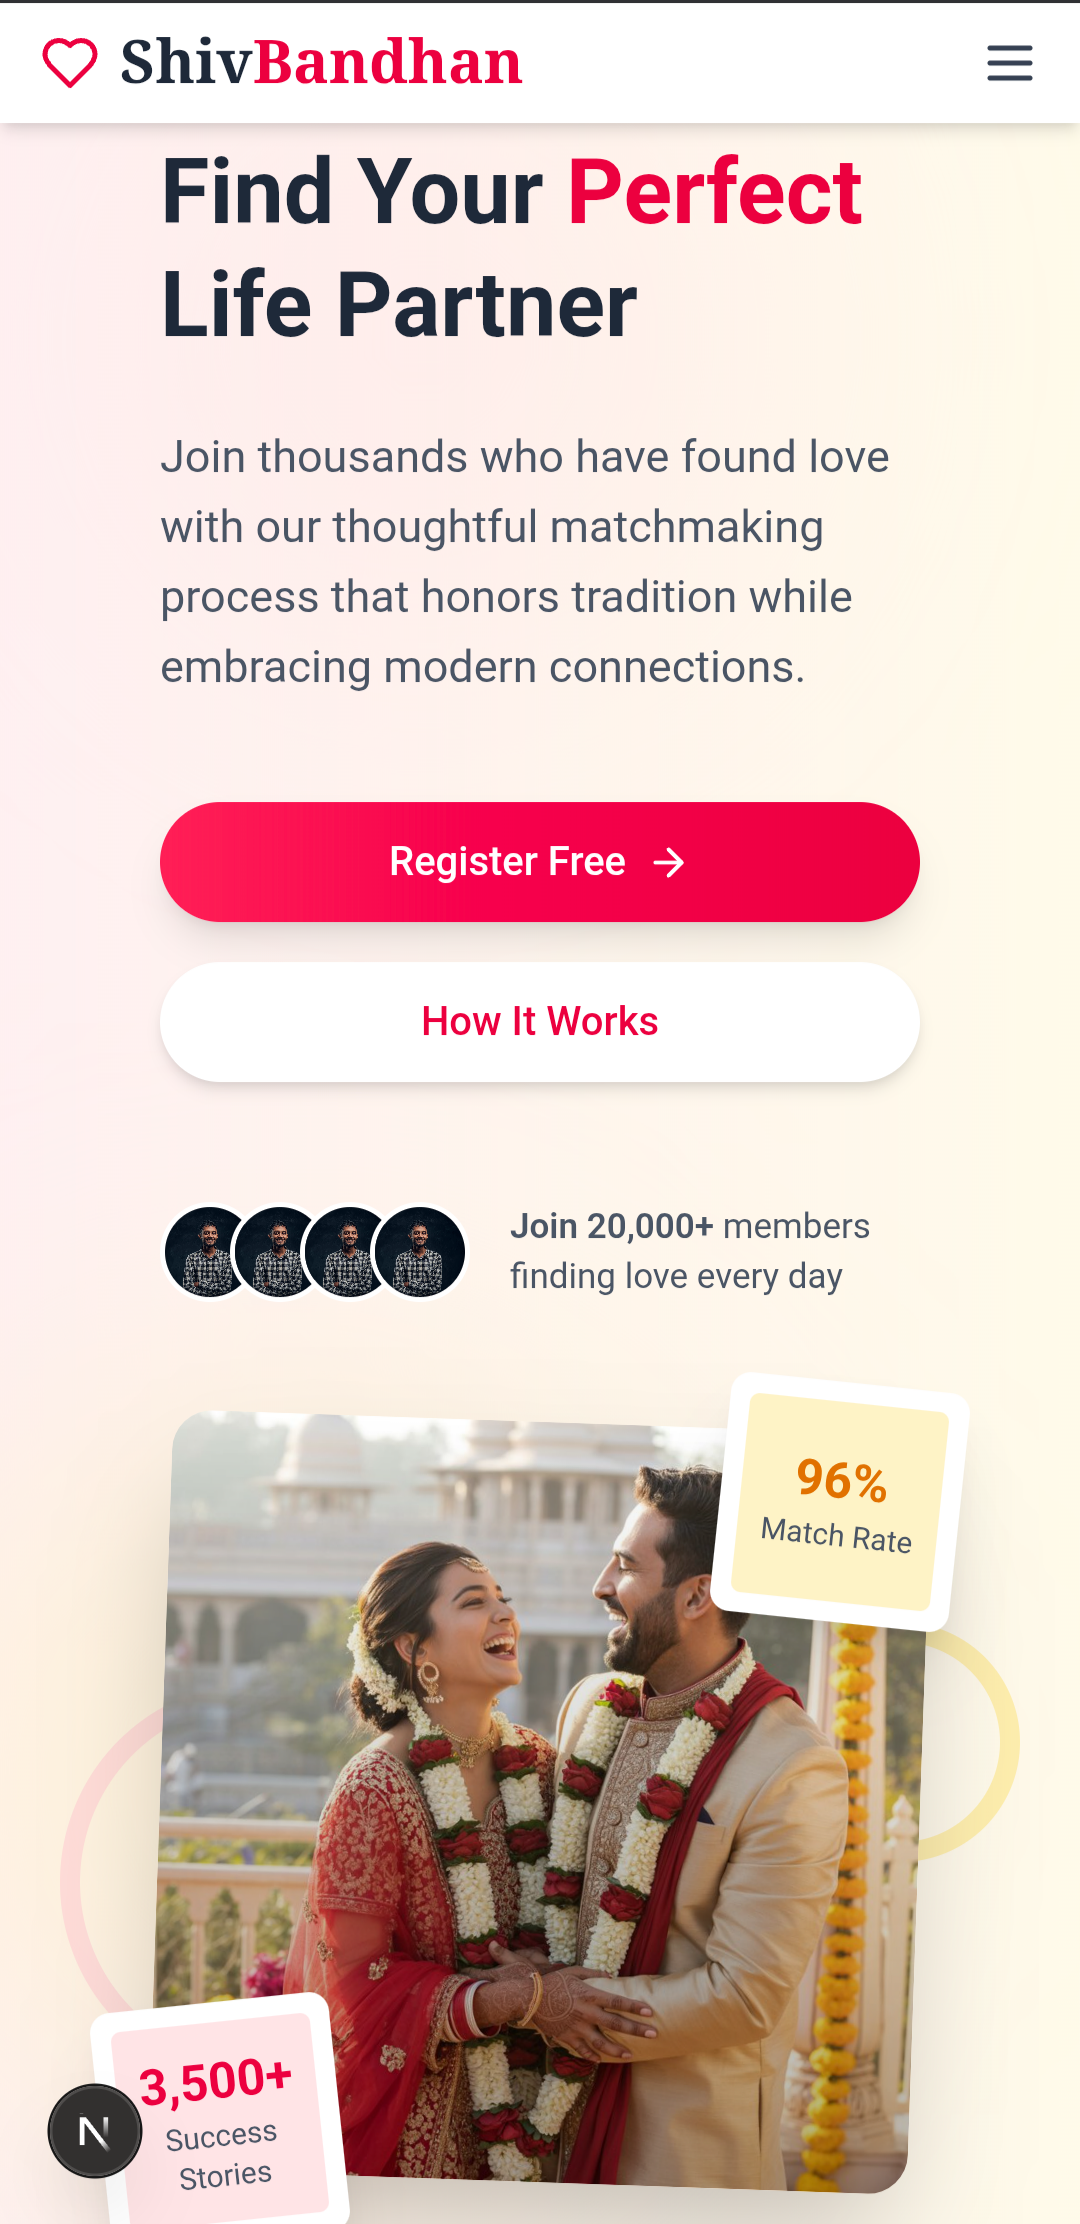 ShivBandhan
Find Your Perfect
Life Partner
Join thousands who have found love
with our thoughtful matchmaking
process that honors tradition while
embracing modern connections.
Register Free
How It Works
Join 20,000+ members
finding love every day
96%
Match Rate
3,500+
Success
Stories
N